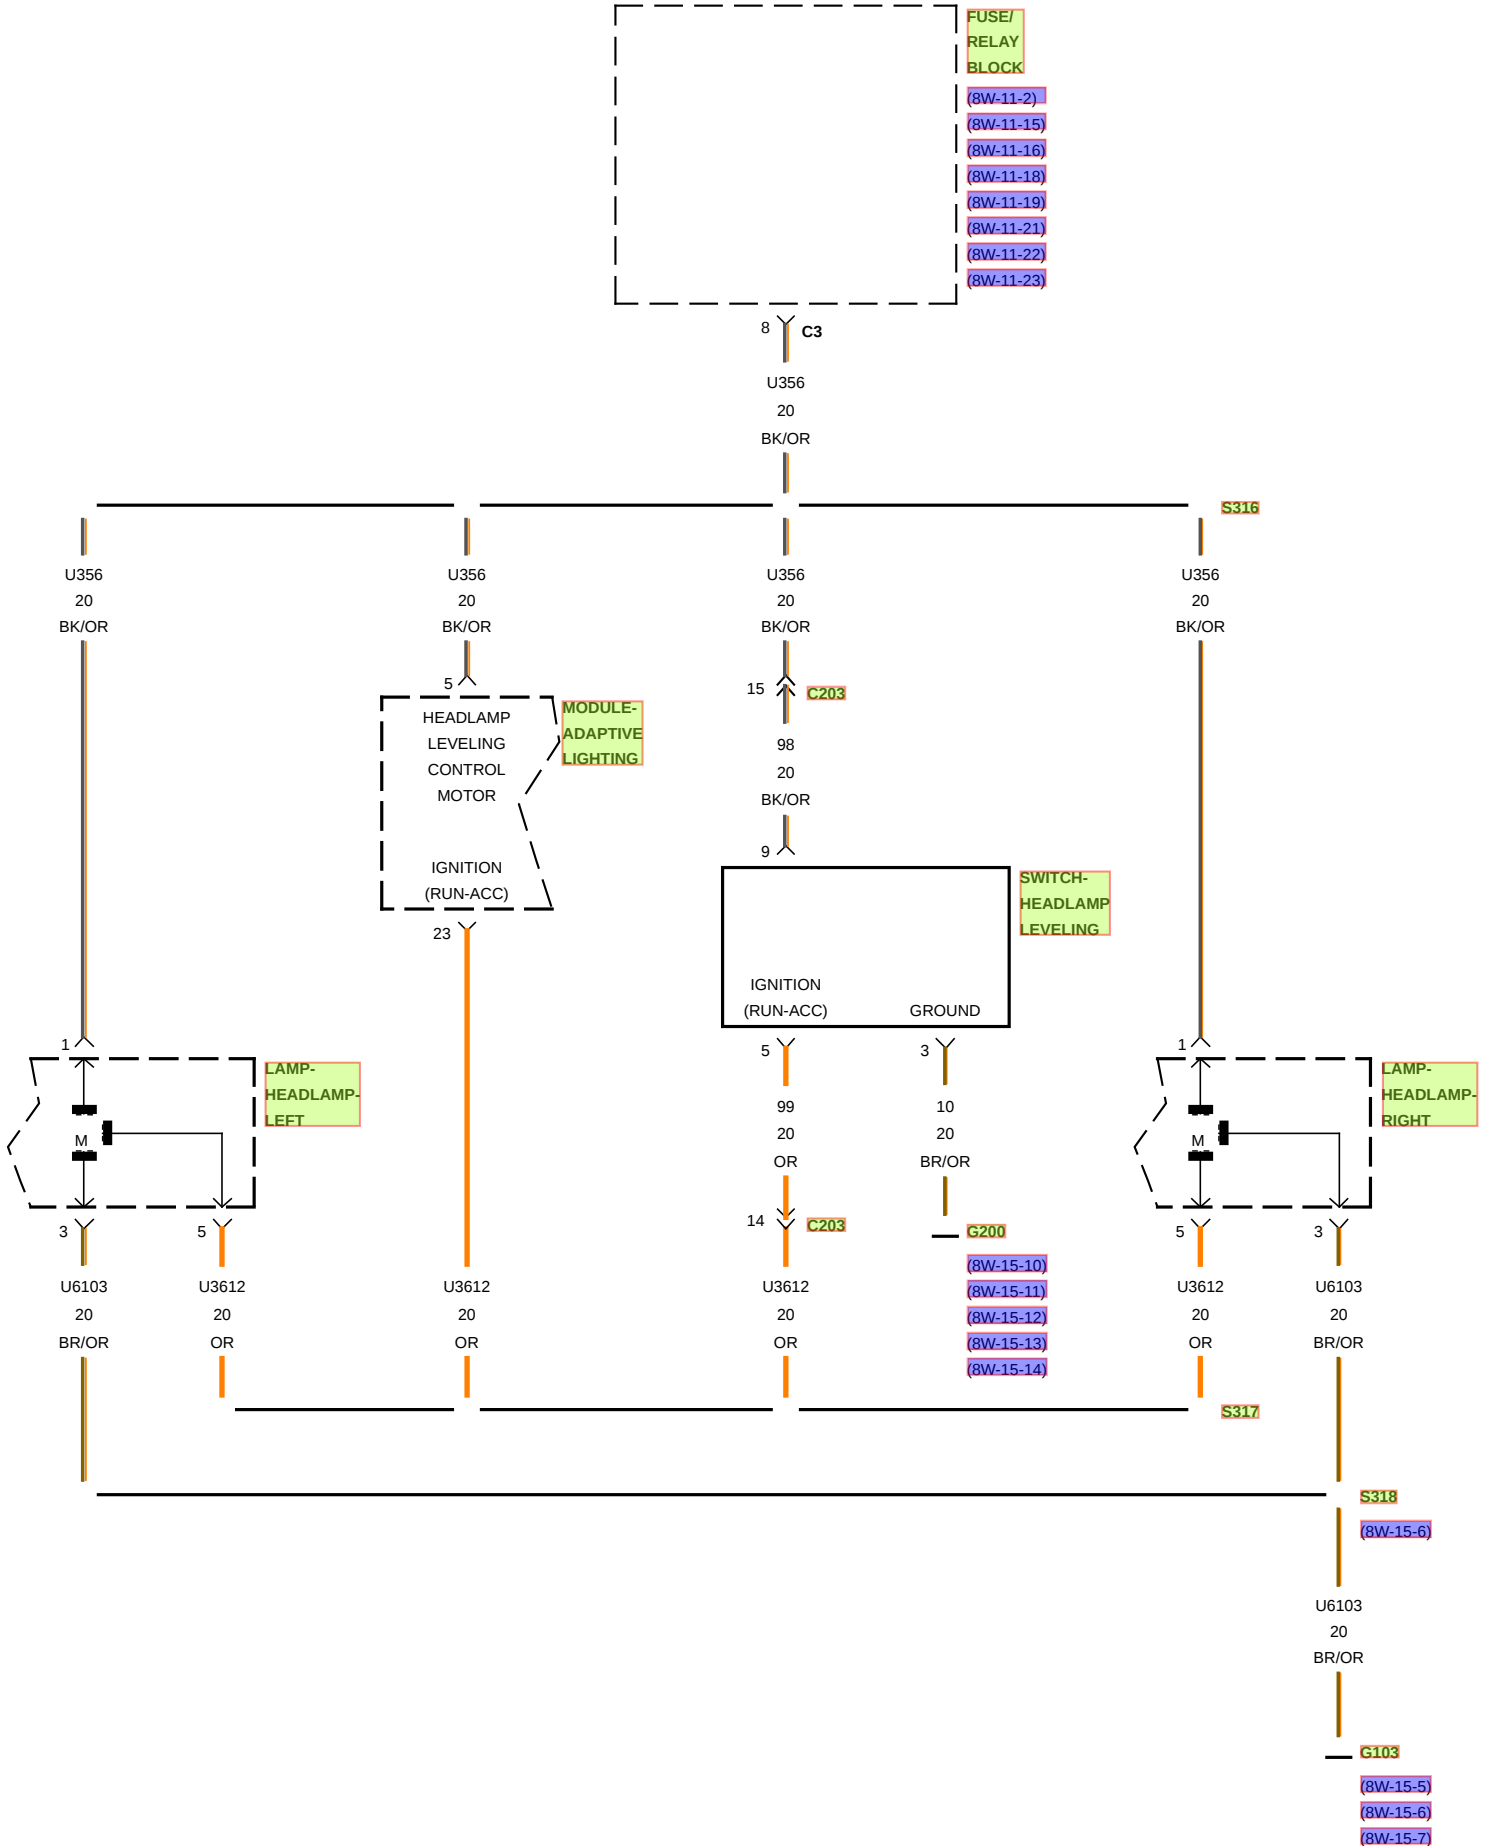 FUSE/
RELAY
BLOCK
(8W-11-2)
(8W-11-15)
(8W-11-16)
(8W-11-18)
(8W-11-19)
(8W-11-21)
(8W-11-22)
(8W-11-23)
8 C3
U356
20
BK/OR
S316
U356
20
BK/OR
U356
20
BK/OR
U356
20
BK/OR
U356
20
BK/OR
5
HEADLAMP
LEVELING
CONTROL
MOTOR
IGNITION
(RUN-ACC)
MODULE-
ADAPTIVE
LIGHTING
23
15 C203
98
20
BK/OR
9
SWITCH-
HEADLAMP
LEVELING
IGNITION
(RUN-ACC)
GROUND
5
99
20
OR
14 C203
3
10
20
BR/OR
G200
(8W-15-10)
(8W-15-11)
(8W-15-12)
(8W-15-13)
(8W-15-14)
1
M
LAMP-
HEADLAMP-
LEFT
3
5
1
M
LAMP-
HEADLAMP-
RIGHT
5
3
U6103
20
BR/OR
U3612
20
OR
U3612
20
OR
U3612
20
OR
U3612
20
OR
U6103
20
BR/OR
S317
S318
(8W-15-6)
U6103
20
BR/OR
G103
(8W-15-5)
(8W-15-6)
(8W-15-7)